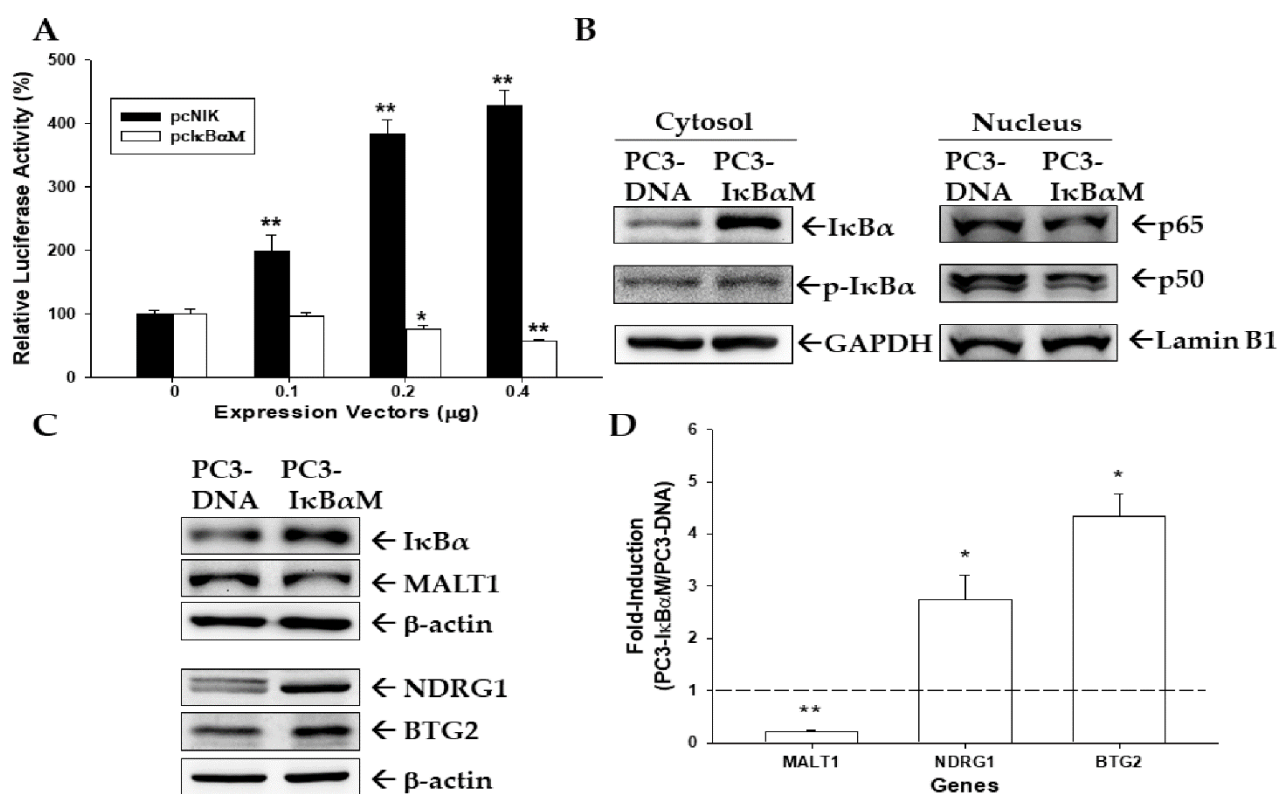 A
500
400
300
200
100
0
Relative Luciferase Activity (%)
pcNIK
pcIκBαM
**
**
*
**
**
0
0.1
0.2
0.4
Expression Vectors (μg)
B
Cytosol
Nucleus
PC3-
DNA
PC3-
IκBαM
PC3-
DNA
PC3-
IκBαM
←IκBα
←p-IκBα
←GAPDH
←p65
←p50
←Lamin B1
C
PC3-
DNA
PC3-
IκBαM
← IκBα
← MALT1
← β-actin
← NDRG1
← BTG2
← β-actin
D
6
5
4
3
2
1
0
Fold-Induction
(PC3-IκBαM/PC3-DNA)
**
*
*
MALT1
NDRG1
BTG2
Genes